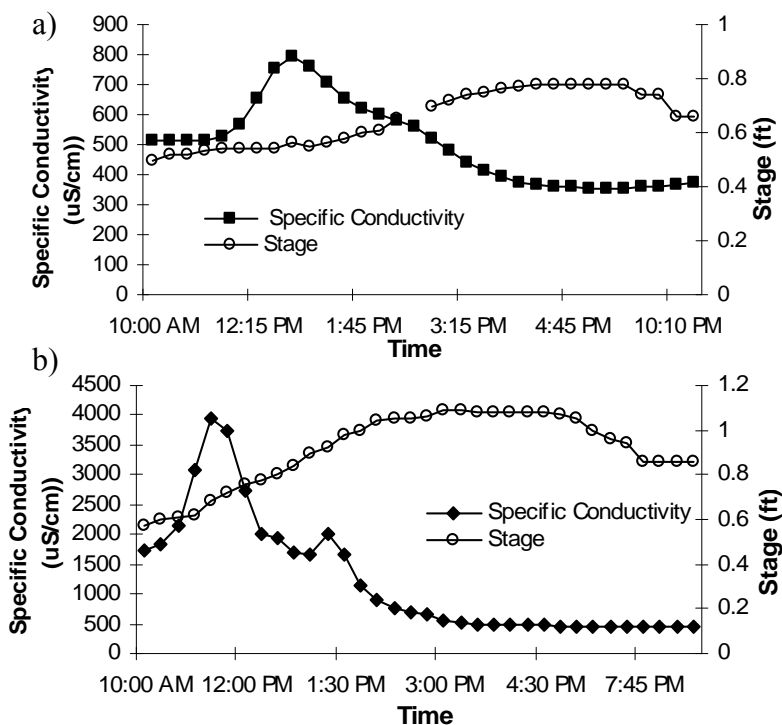 a)
900
800
700
600
500
400
300
200
100
0
Specific Conductivity
(uS/cm))
1
0.8
0.6
0.4
0.2
0
Stage (ft)
Specific Conductivity
Stage
10:00 AM 12:15 PM 1:45 PM 3:15 PM 4:45 PM 10:10 PM
Time
b)
4500
4000
3500
3000
2500
2000
1500
1000
500
0
Specific Conductivity
(uS/cm))
1.2
1
0.8
0.6
0.4
0.2
0
Stage (ft)
Specific Conductivity
Stage
10:00 AM 12:00 PM 1:30 PM 3:00 PM 4:30 PM 7:45 PM
Time